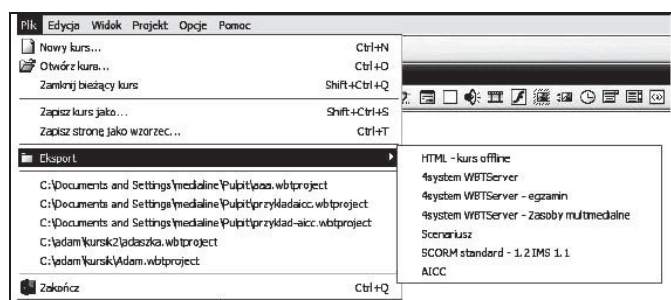 Plik Edycja Widok Projekt Opcje Pomoc
Nowy kurs... Ctrl+N
Otwórz kurs... Ctrl+O
Zamknij bieżący kurs Shift+Ctrl+Q
Zapisz kurs jako... Shift+Ctrl+S
Zapisz stronę jako wzorzec... Ctrl+T
Eksport
HTML - kurs offline
4system WBTServer
4system WBTServer - egzamin
4system WBTServer - Zasoby multimedialne
Scenariusz
SCORM standard - 1.2 IMS 1.1
AICC
C:\Documents and Settings\medialine\Pulpit\aaa.wbtproject
C:\Documents and Settings\medialine\Pulpit\przykladaicc.wbtproject
C:\Documents and Settings\medialine\Pulpit\przyklad-aicc.wbtproject
C:\adam\kursik2\adaszka.wbtproject
C:\adam\kursik\Adam.wbtproject
Zakończ Ctrl+Q